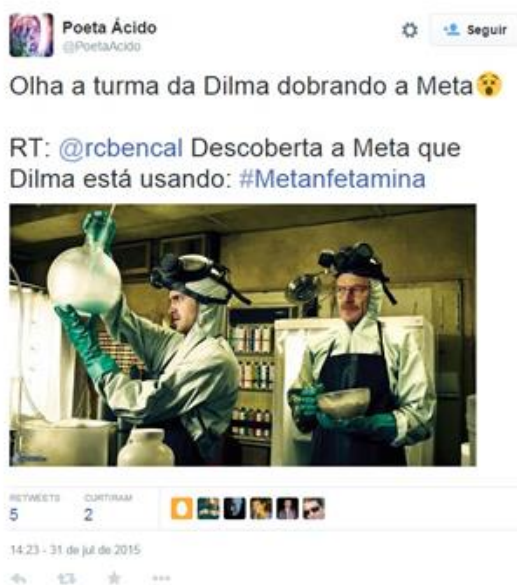 Poeta Ácido
@PoetaAcido
Seguir
Olha a turma da Dilma dobrando a Meta😵
RT: @rcbencal Descoberta a Meta que
Dilma está usando: #Metanfetamina
RETWEETS
CURTIRAM
5
2
14:23 - 31 de jul de 2015